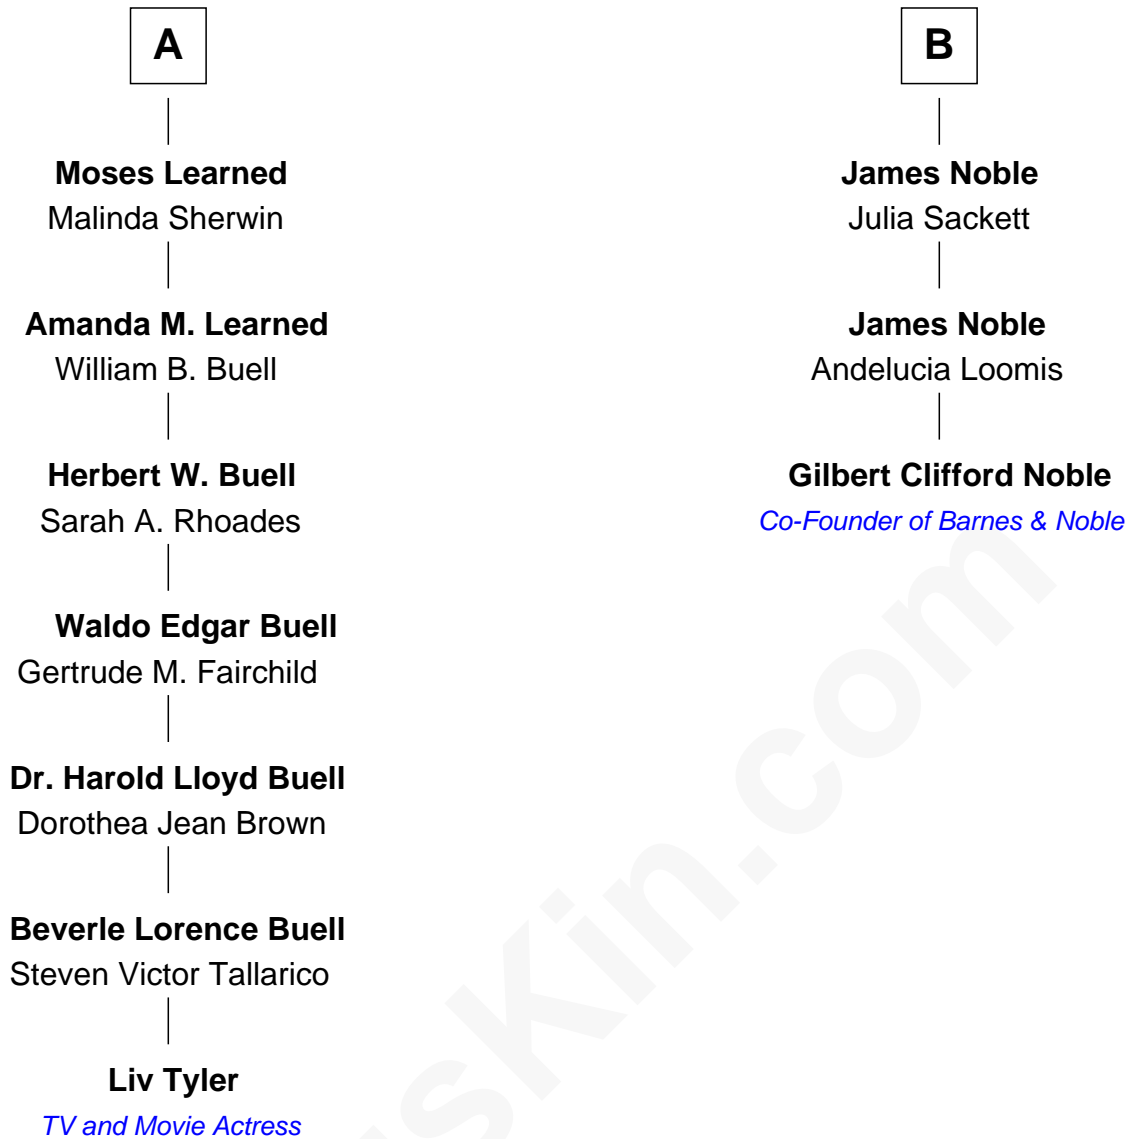 A
Moses Learned
Malinda Sherwin
Amanda M. Learned
William B. Buell
Herbert W. Buell
Sarah A. Rhoades
Waldo Edgar Buell
Gertrude M. Fairchild
Dr. Harold Lloyd Buell
Dorothea Jean Brown
Beverle Lorence Buell
Steven Victor Tallarico
Liv Tyler
TV and Movie Actress
B
James Noble
Julia Sackett
James Noble
Andelucia Loomis
Gilbert Clifford Noble
Co-Founder of Barnes & Noble